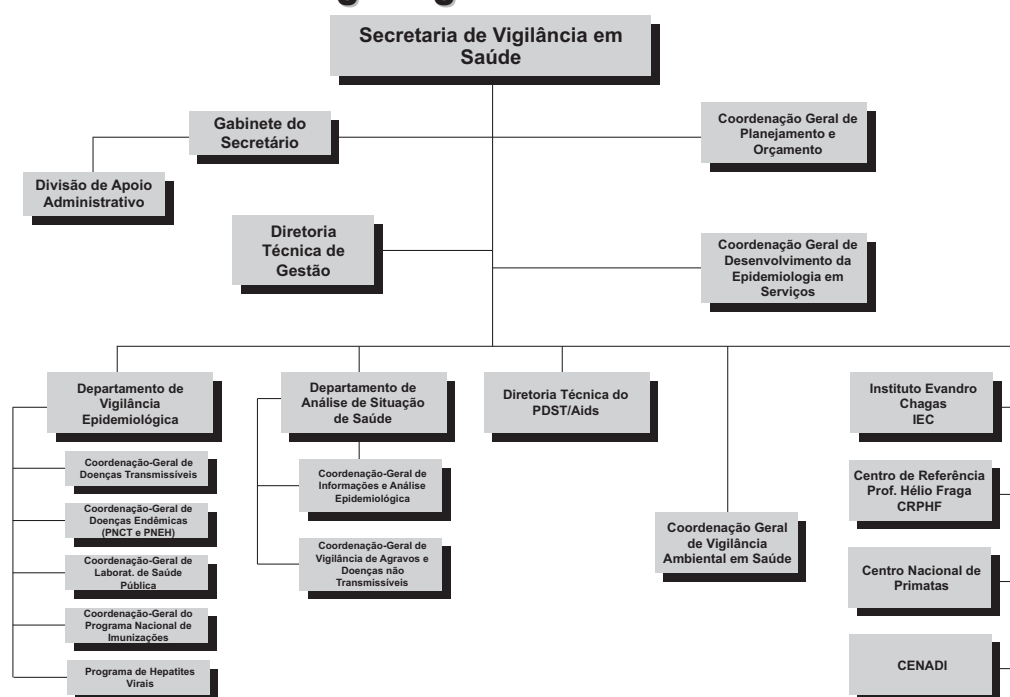 Secretaria de Vigilância em
Saúde
Gabinete do
Secretário
Coordenação Geral de
Planejamento e
Orçamento
Divisão de Apoio
Administrativo
Diretoria
Técnica de
Gestão
Coordenação Geral de
Desenvolvimento da
Epidemiologia em
Serviços
Departamento de
Vigilância
Epidemiológica
Coordenação-Geral de
Doenças Transmissíveis
Coordenação-Geral de
Doenças Endêmicas
(PNCT e PNEH)
Coordenação-Geral de
Laborat. de Saúde
Pública
Coordenação-Geral do
Programa Nacional de
Imunizações
Programa de Hepatites
Virais
Departamento de
Análise de Situação
de Saúde
Coordenação-Geral de
Informações e Análise
Epidemiológica
Coordenação-Geral de
Vigilância de Agravos e
Doenças não
Transmissíveis
Diretoria Técnica do
PDST/Aids
Coordenação Geral
de Vigilância
Ambiental em Saúde
Instituto Evandro
Chagas
IEC
Centro de Referência
Prof. Hélio Fraga
CRPHF
Centro Nacional de
Primatas
CENADI